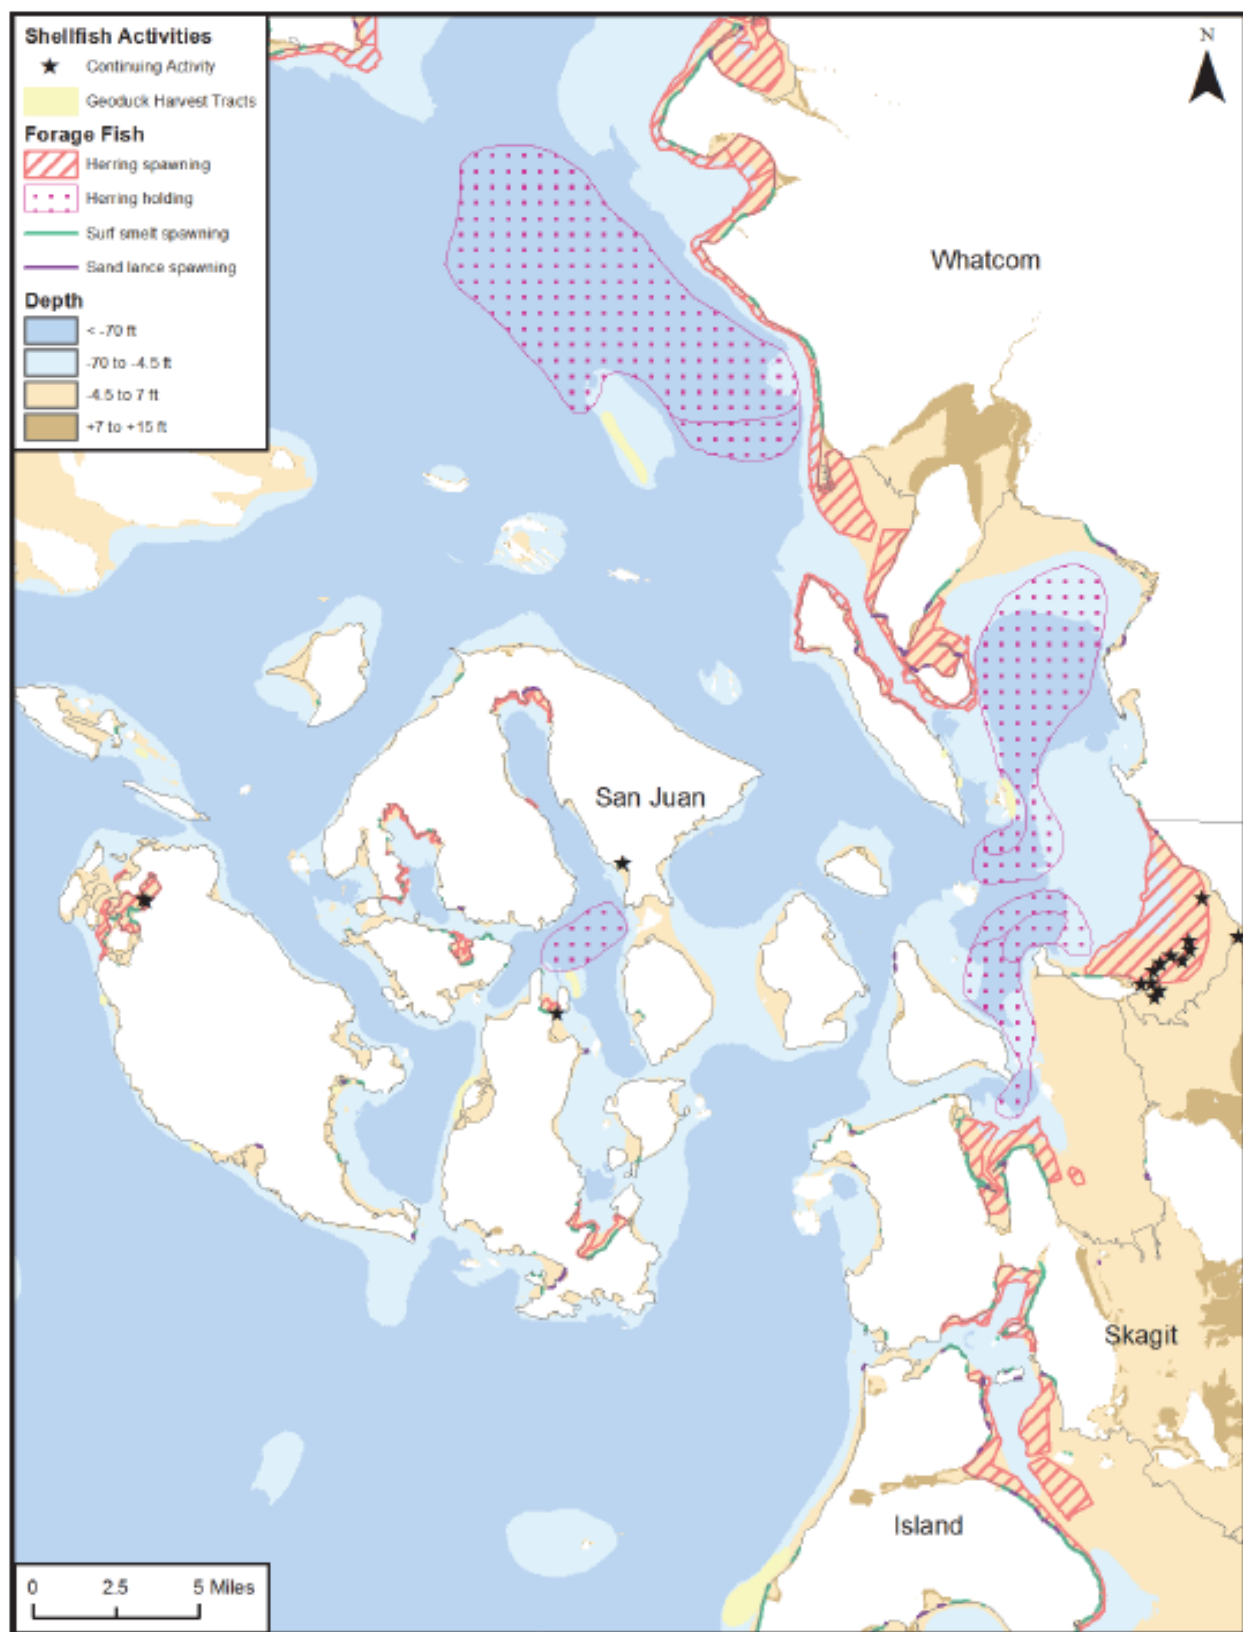 Shellfish Activities
Continuing Activity
Geoduck Harvest Tracts
Forage Fish
Herring spawning
Herring holding
Surf smelt spawning
Sand lance spawning
Depth
< -70 ft
-70 to -4.5 ft
-4.5 to 7 ft
+7 to +15 ft
N
Whatcom
San Juan
Skagit
Island
0 2.5 5 Miles